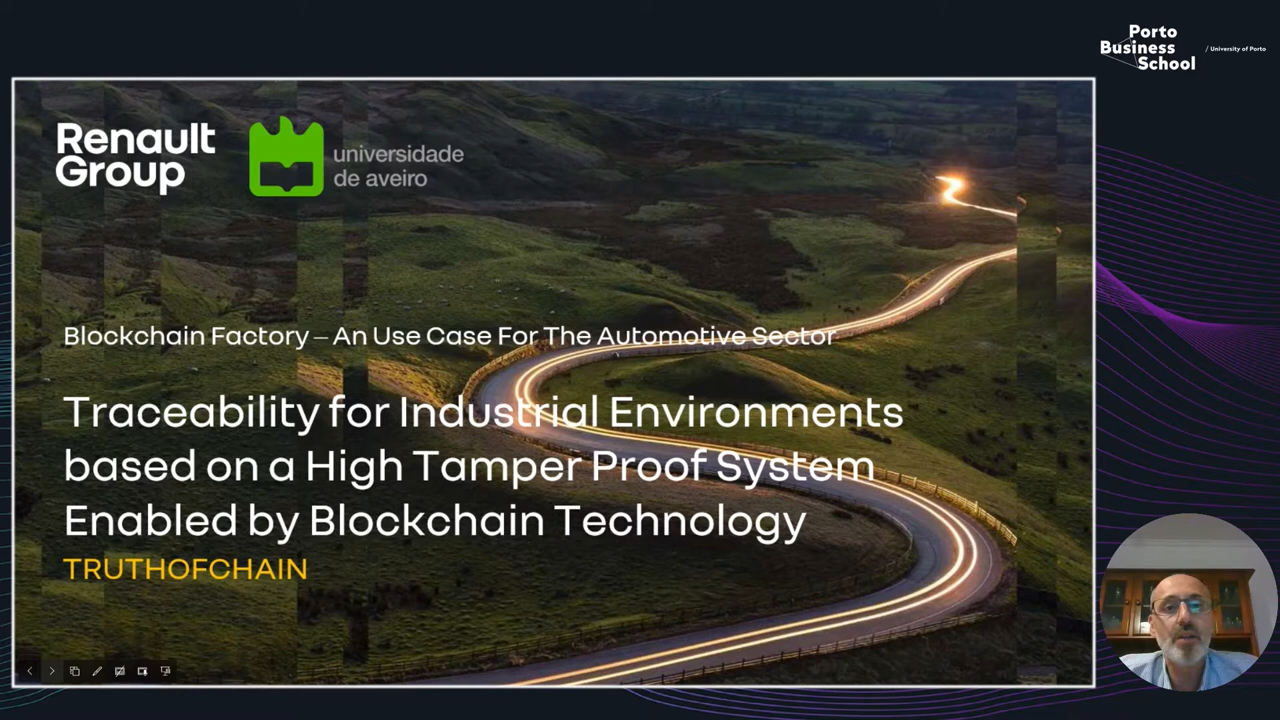 Porto
Business
School
/ University of Porto
Renault
Group
universidade
de aveiro
Blockchain Factory – An Use Case For The Automotive Sector
Traceability for Industrial Environments
based on a High Tamper Proof System
Enabled by Blockchain Technology
TRUTHOFCHAIN